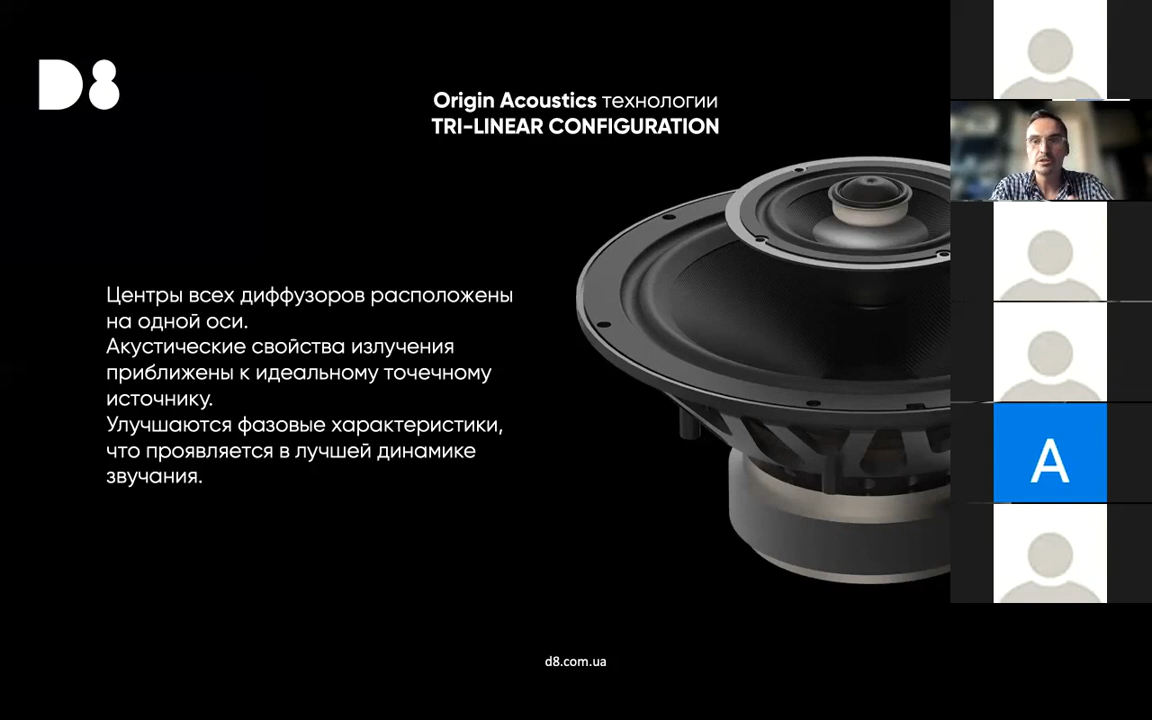 D8
Origin Acoustics технологии
TRI-LINEAR CONFIGURATION
Центры всех диффузоров расположены
на одной оси.
Акустические свойства излучения
приближены к идеальному точечному
источнику.
Улучшаются фазовые характеристики,
что проявляется в лучшей динамике
звучания.
A
d8.com.ua